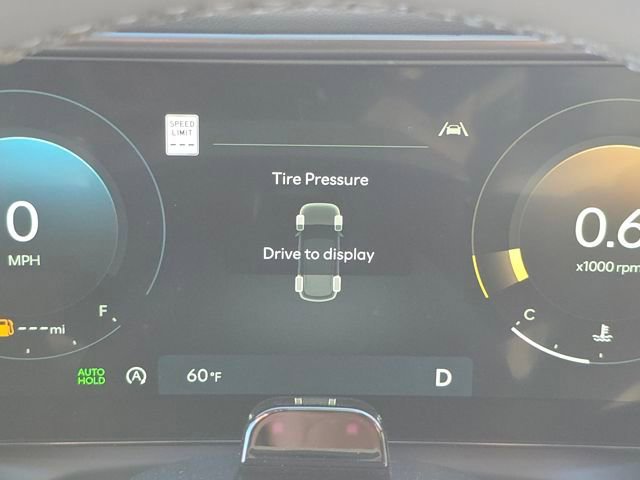 SPEED
LIMIT
---
Tire Pressure
Drive to display
0
MPH
0.6
x1000 rpm
F
---mi
C
AUTO
HOLD
A
60°F
D